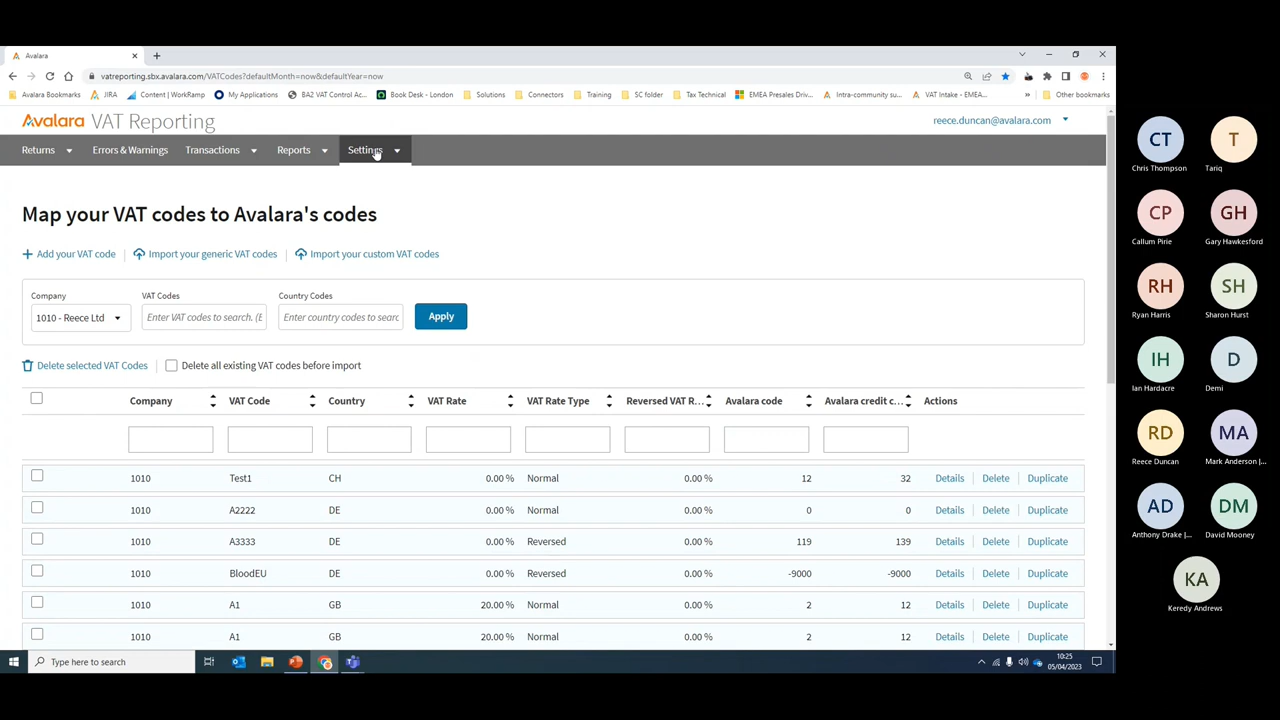 Avalara
vatreporting.sbx.avalara.com/VATCodes?defaultMonth=now&defaultYear=now
Avalara Bookmarks JIRA Content | WorkRamp My Applications BA2 VAT Control Ac... Book Desk - London Solutions Connectors Training SC folder Tax Technical EMEA Presales Driv... Intra-community su... VAT Intake - EMEA... » Other bookmarks
Avalara VAT Reporting
reece.duncan@avalara.com
Returns Errors & Warnings Transactions Reports Settings
Map your VAT codes to Avalara's codes
Add your VAT code Import your generic VAT codes Import your custom VAT codes
Company VAT Codes Country Codes
1010 - Reece Ltd Enter VAT codes to search. (E Enter country codes to searc Apply
Delete selected VAT Codes Delete all existing VAT codes before import
Company VAT Code Country VAT Rate VAT Rate Type Reversed VAT R... Avalara code Avalara credit c... Actions
1010 Test1 CH 0.00 % Normal 0.00 % 12 32 Details Delete Duplicate
1010 A2222 DE 0.00 % Normal 0.00 % 0 0 Details Delete Duplicate
1010 A3333 DE 0.00 % Reversed 0.00 % 119 139 Details Delete Duplicate
1010 BloodEU DE 0.00 % Reversed 0.00 % -9000 -9000 Details Delete Duplicate
1010 A1 GB 20.00 % Normal 0.00 % 2 12 Details Delete Duplicate
1010 A1 GB 20.00 % Normal 0.00 % 2 12 Details Delete Duplicate
Type here to search
10:25
05/04/2023
CT T
Chris Thompson Tariq
CP GH
Callum Pirie Gary Hawkesford
RH SH
Ryan Harris Sharon Hurst
IH D
Ian Hardacre Demi
RD MA
Reece Duncan Mark Anderson |...
AD DM
Anthony Drake |... David Mooney
KA
Keredy Andrews